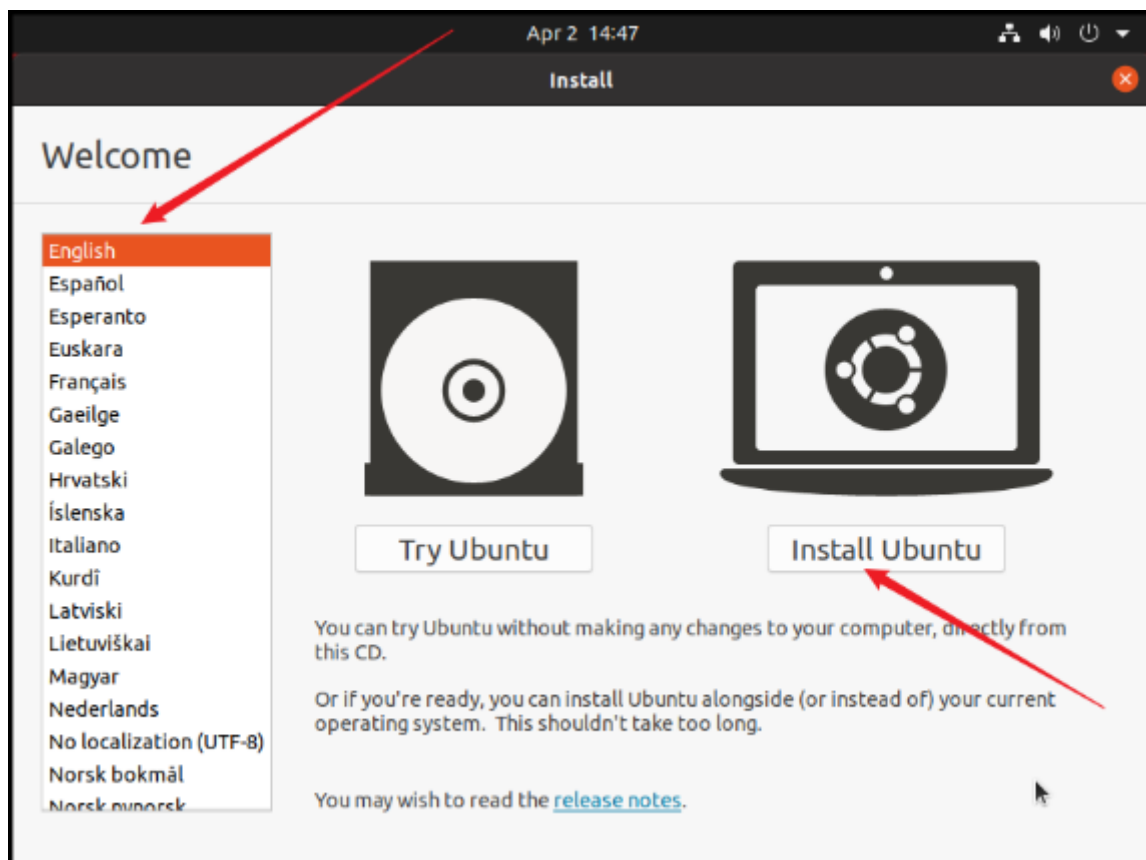 Apr 2 14:47
Install
Welcome
English
Español
Esperanto
Euskara
Français
Gaeilge
Galego
Hrvatski
Íslenska
Italiano
Kurdî
Latviski
Lietuviškai
Magyar
Nederlands
No localization (UTF-8)
Norsk bokmål
Norsk nynorsk
Try Ubuntu
Install Ubuntu
You can try Ubuntu without making any changes to your computer, directly from
this CD.
Or if you're ready, you can install Ubuntu alongside (or instead of) your current
operating system. This shouldn't take too long.
You may wish to read the release notes.